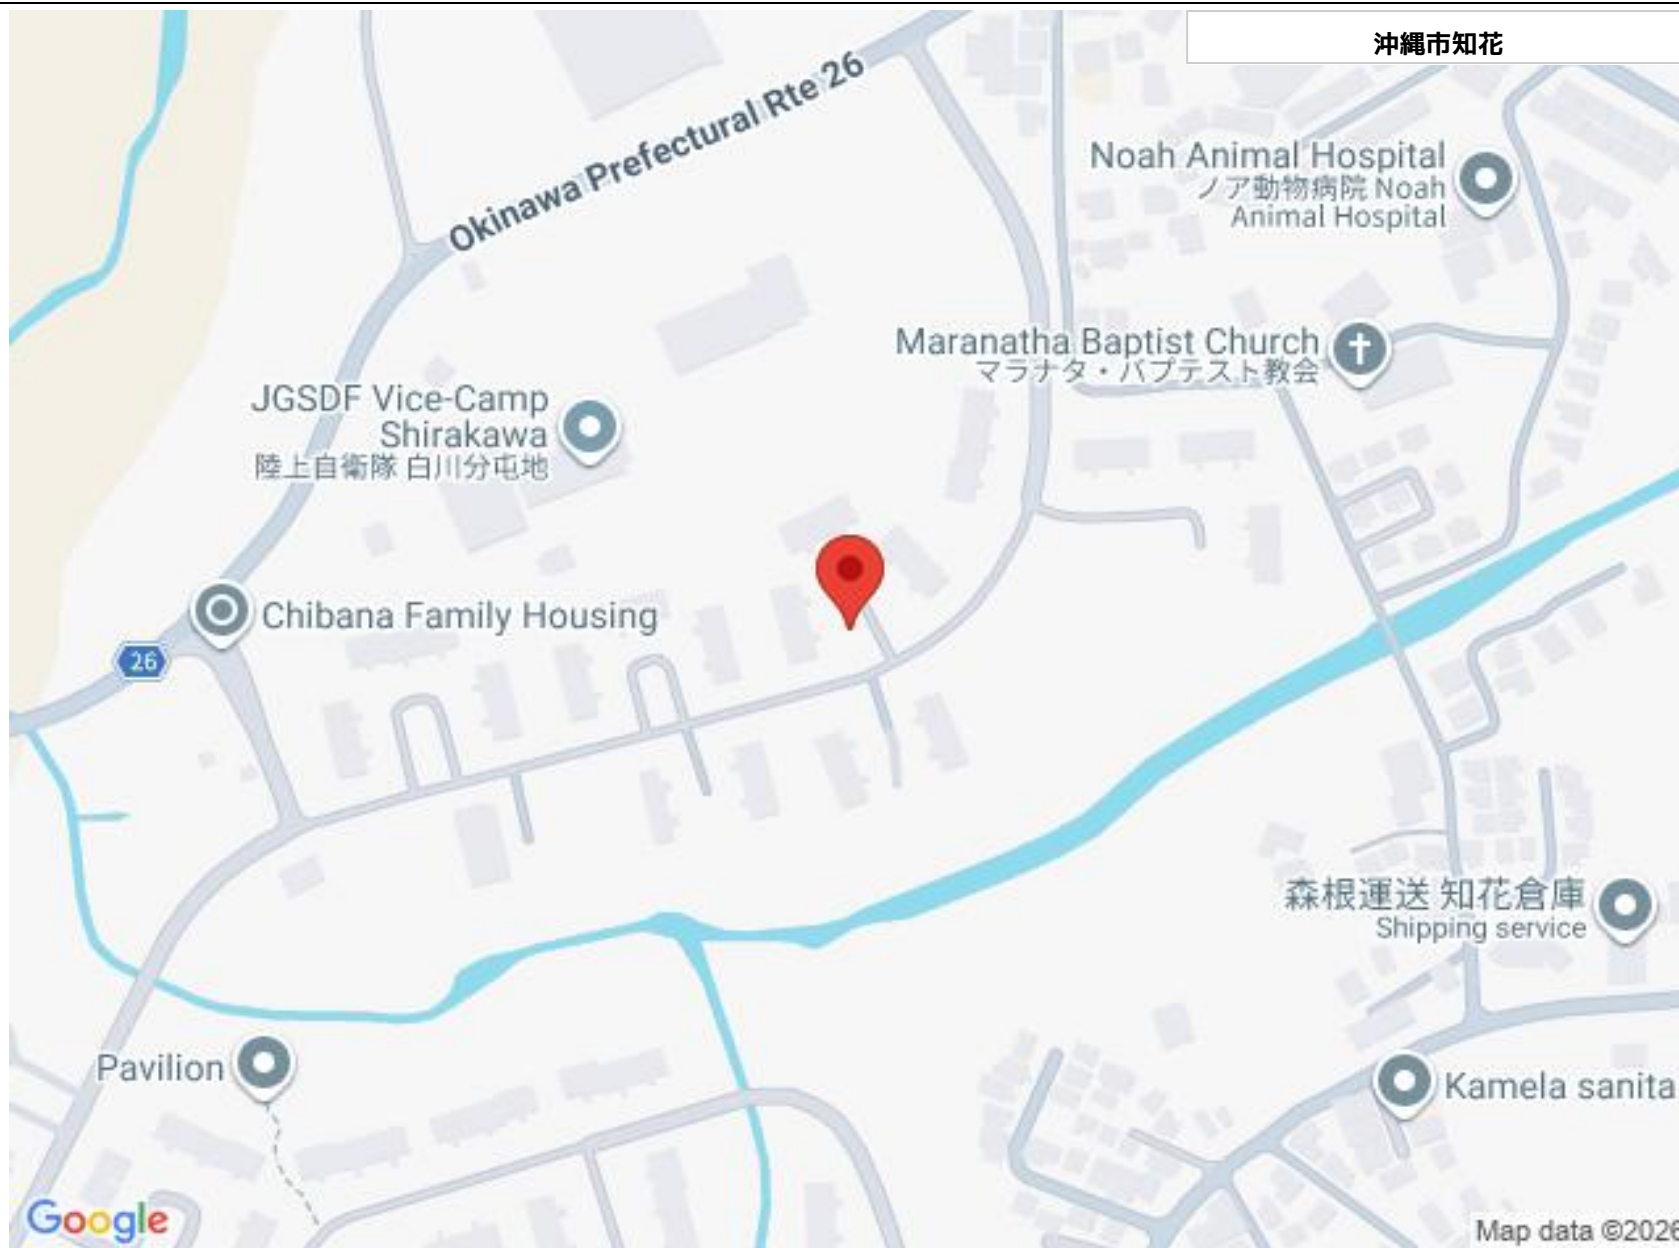 沖縄市知花
Okinawa Prefectural Rte 26
Noah Animal Hospital
ノア動物病院 Noah
Animal Hospital
Maranatha Baptist Church
マラナタ・バプテスト教会
JGSDF Vice-Camp
Shirakawa
陸上自衛隊 白川分屯地
Chibana Family Housing
26
森根運送 知花倉庫
Shipping service
Pavilion
Kamela sanita
Google
Map data ©2026